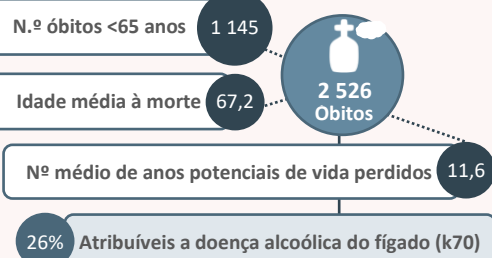 N.º óbitos <65 anos 1 145
2 526
Obitos
Idade média à morte 67,2
Nº médio de anos potenciais de vida perdidos 11,6
26% Atribuíveis a doença alcoólica do fígado (k70)